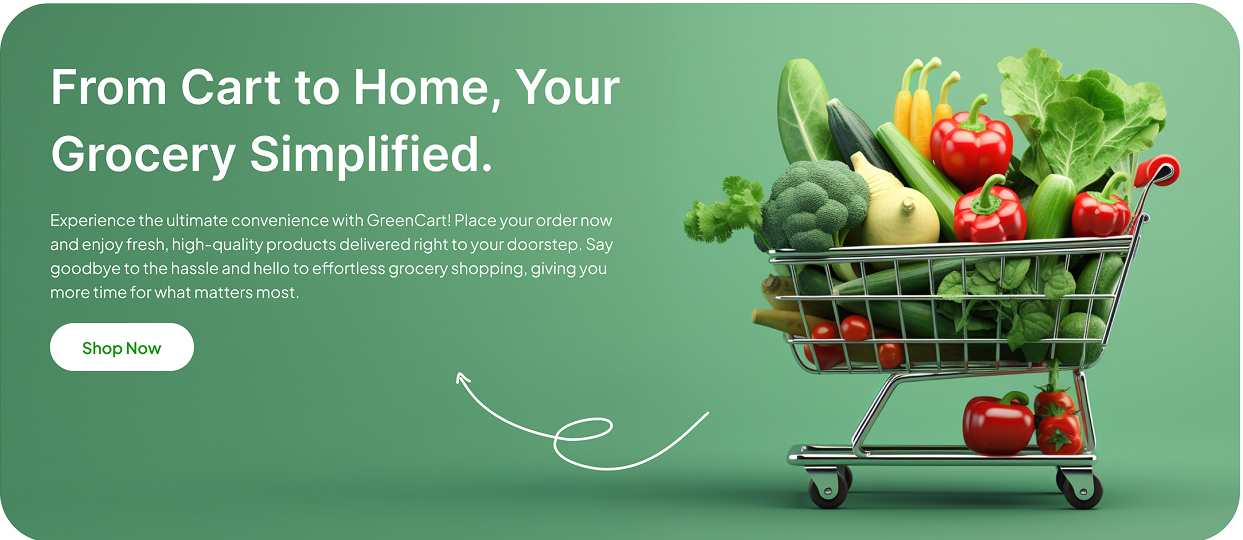 From Cart to Home, Your
Grocery Simplified.
Experience the ultimate convenience with GreenCart! Place your order now
and enjoy fresh, high-quality products delivered right to your doorstep. Say
goodbye to the hassle and hello to effortless grocery shopping, giving you
more time for what matters most.
Shop Now